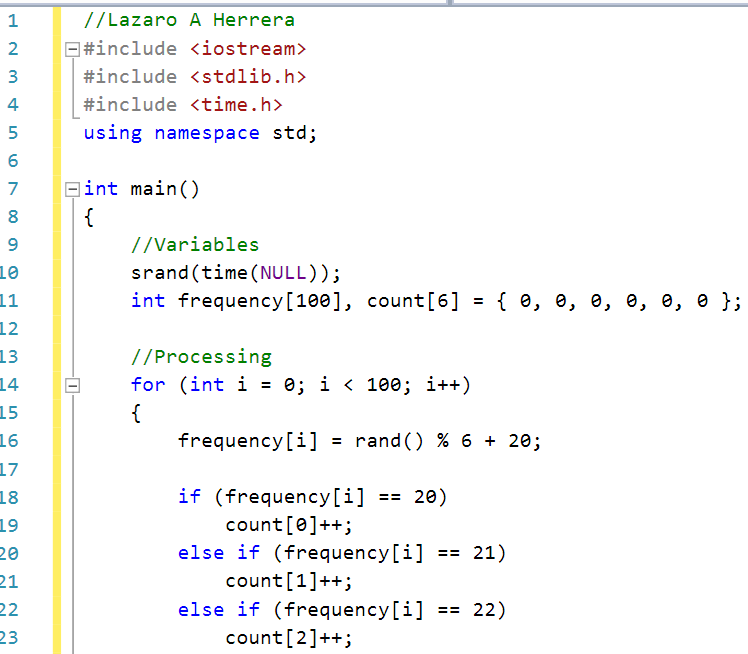 1 //Lazaro A Herrera
2 #include <iostream>
3 #include <stdlib.h>
4 #include <time.h>
5 using namespace std;
6
7 int main()
8 {
9 //Variables
10 srand(time(NULL));
11 int frequency[100], count[6] = { 0, 0, 0, 0, 0, 0 };
12
13 //Processing
14 for (int i = 0; i < 100; i++)
15 {
16 frequency[i] = rand() % 6 + 20;
17
18 if (frequency[i] == 20)
19 count[0]++;
20 else if (frequency[i] == 21)
21 count[1]++;
22 else if (frequency[i] == 22)
23 count[2]++;